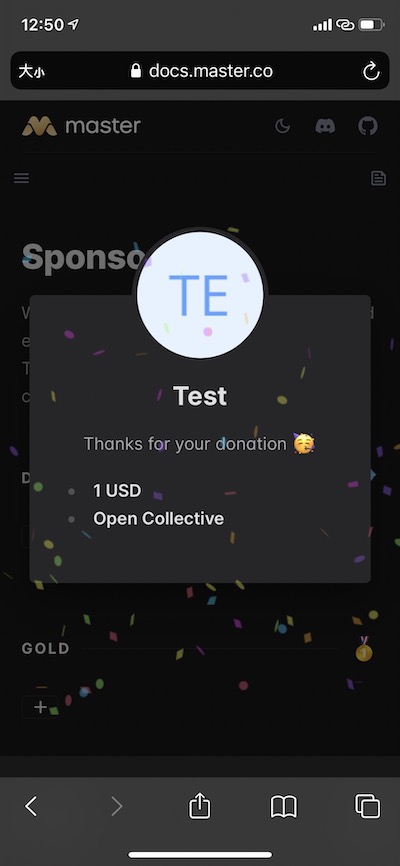 12:50
大小 docs.master.co
master
Sponso
TE
Test
Thanks for your donation 🥳
1 USD
Open Collective
GOLD